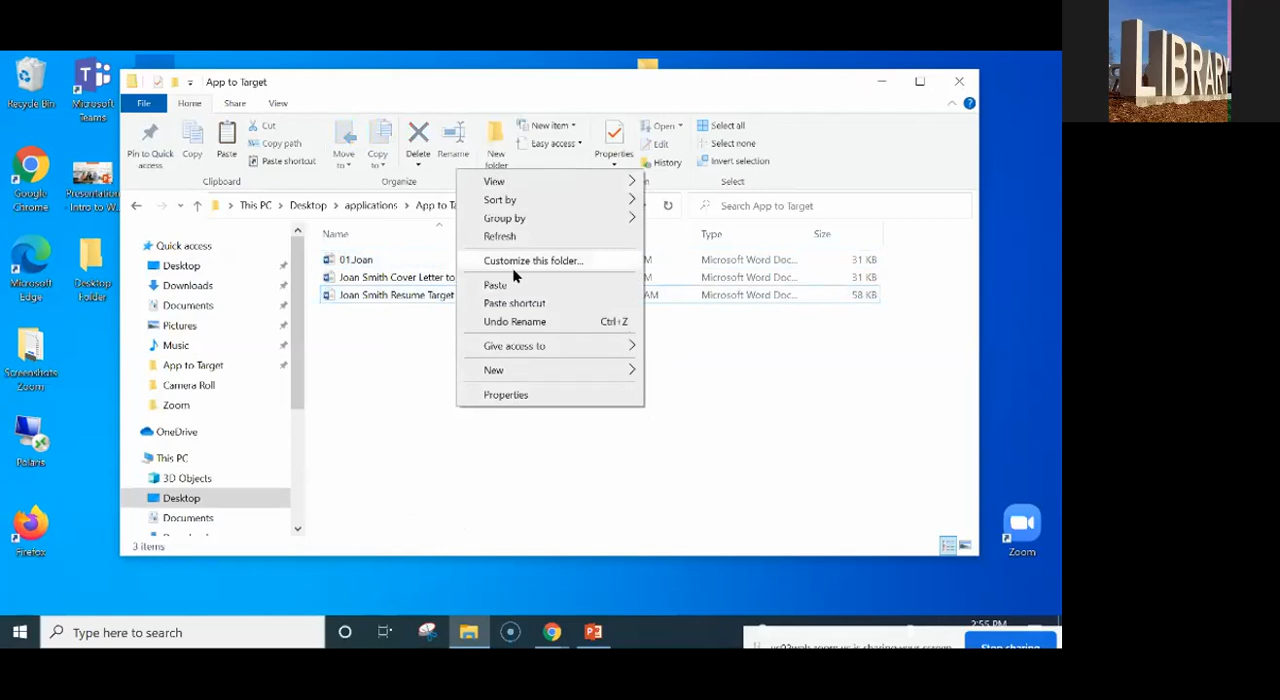 LIBRARY
Recycle Bin
Microsoft Teams
Google Chrome
Presentation - Intro to W...
Microsoft Edge
Desktop Folder
Screenshots Zoom
Polaris
Firefox
Zoom
App to Target
File Home Share View
Pin to Quick access
Copy
Paste
Cut
Copy path
Paste shortcut
Clipboard
Move to
Copy to
Delete
Rename
Organize
New folder
New item
Easy access
Properties
Open
Edit
History
Select all
Select none
Invert selection
Select
This PC Desktop applications App to
Search App to Target
Name Type Size
01.Joan Microsoft Word Doc... 31 KB
Joan Smith Cover Letter to Microsoft Word Doc... 31 KB
Joan Smith Resume Target AM Microsoft Word Doc... 58 KB
Quick access
Desktop
Downloads
Documents
Pictures
Music
App to Target
Camera Roll
Zoom
OneDrive
This PC
3D Objects
Desktop
Documents
3 items
View
Sort by
Group by
Refresh
Customize this folder...
Paste
Paste shortcut
Undo Rename Ctrl+Z
Give access to
New
Properties
Type here to search
2:55 PM
Stop sharing